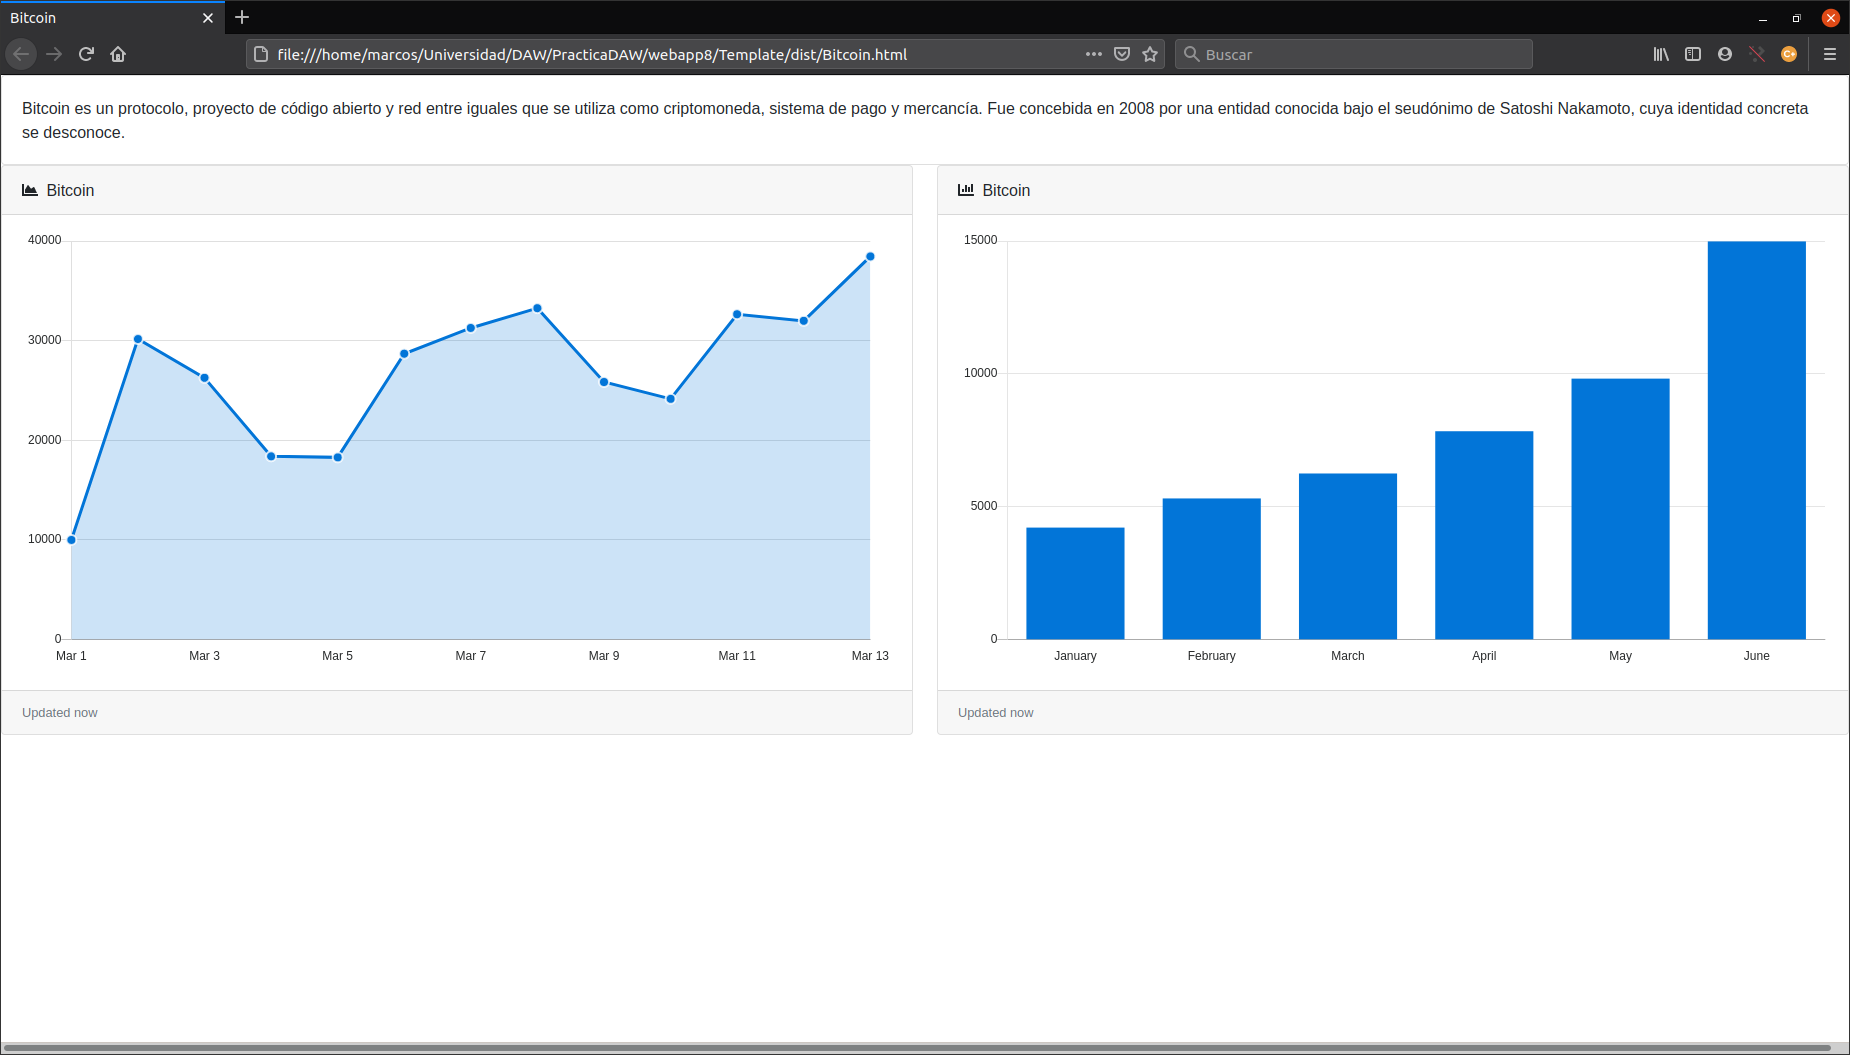 Bitcoin
file:///home/marcos/Universidad/DAW/PracticaDAW/webapp8/Template/dist/Bitcoin.html
Buscar
Bitcoin es un protocolo, proyecto de código abierto y red entre iguales que se utiliza como criptomoneda, sistema de pago y mercancía. Fue concebida en 2008 por una entidad conocida bajo el seudónimo de Satoshi Nakamoto, cuya identidad concreta
se desconoce.
Bitcoin
40000
30000
20000
10000
0
Mar 1 Mar 3 Mar 5 Mar 7 Mar 9 Mar 11 Mar 13
Updated now
Bitcoin
15000
10000
5000
0
January February March April May June
Updated now